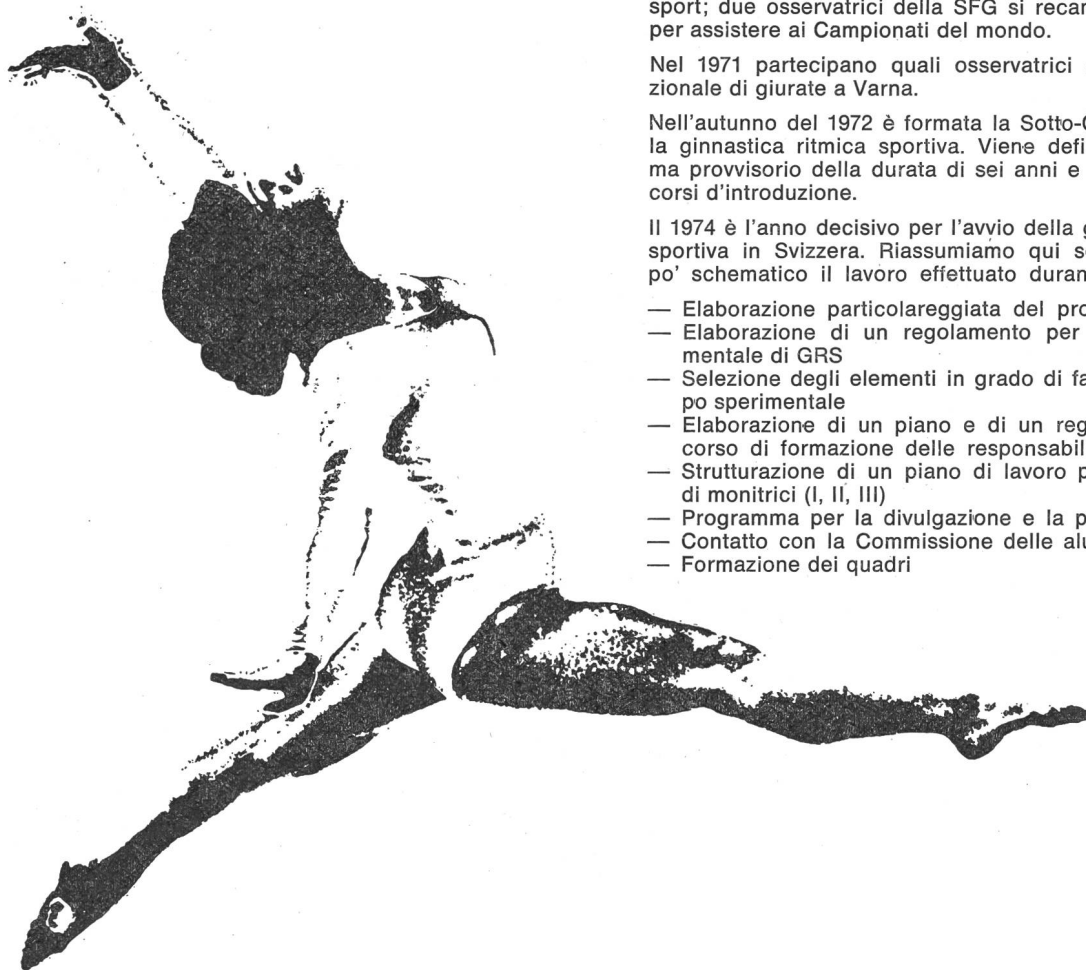 sport; due osservatrici della SFG si recar
per assistere ai Campionati del mondo.
Nel 1971 partecipano quali osservatrici
zionale di giurate a Varna.
Nell'autunno del 1972 è formata la Sotto-C
la ginnastica ritmica sportiva. Viene defi
ma provvisorio della durata di sei anni e
corsi d'introduzione.
Il 1974 è l'anno decisivo per l'avvio della g
sportiva in Svizzera. Riassumiamo qui s
po' schematico il lavoro effettuato duran
— Elaborazione particolareggiata del pro
— Elaborazione di un regolamento per
mentale di GRS
— Selezione degli elementi in grado di fa
po sperimentale
— Elaborazione di un piano e di un reg
corso di formazione delle responsabil
— Strutturazione di un piano di lavoro p
di monitrici (I, II, III)
— Programma per la divulgazione e la p
— Contatto con la Commissione delle alu
— Formazione dei quadri